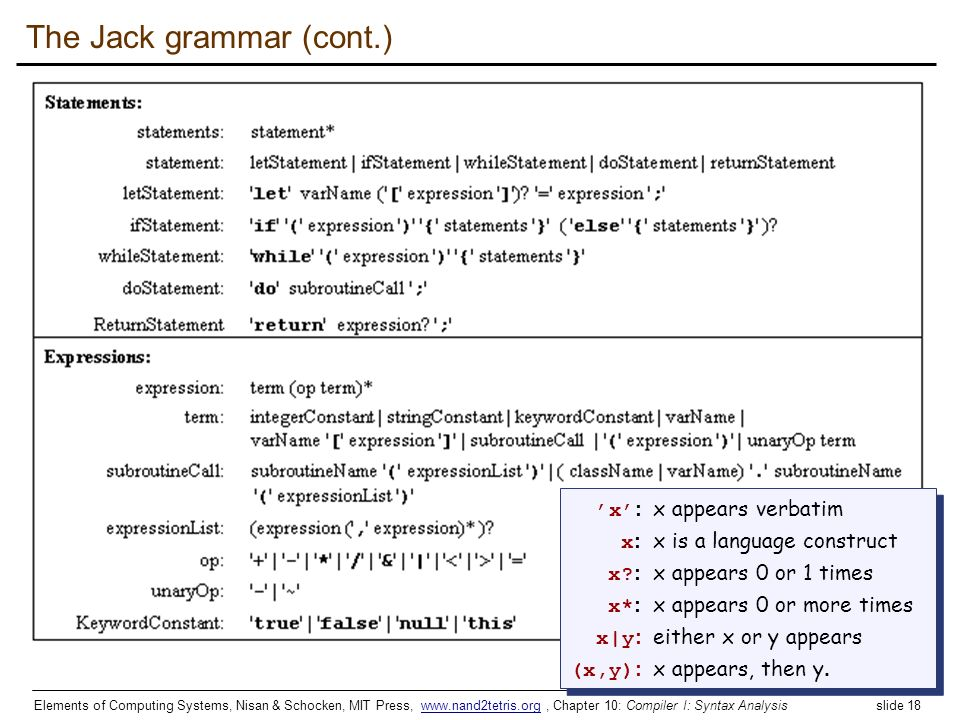 The Jack grammar (cont.)
Statements:
statements: statement*
statement: letStatement | ifStatement | whileStatement | doStatement | returnStatement
letStatement: 'let' varName ('[' expression ']')? '=' expression ';'
ifStatement: 'if' '(' expression ')' '{' statements '}' ('else' '{' statements '}')?
whileStatement: 'while' '(' expression ')' '{' statements '}'
doStatement: 'do' subroutineCall ';'
ReturnStatement 'return' expression? ';'
Expressions:
expression: term (op term)*
term: integerConstant | stringConstant | keywordConstant | varName |
varName '[' expression ']' | subroutineCall | '(' expression ')' | unaryOp term
subroutineCall: subroutineName '(' expressionList ')' | ( className | varName) '.' subroutineName
'(' expressionList ')'
expressionList: (expression (',' expression)*)?
op: '+' | '-' | '*' | '/' | '&' | '|' | '<' | '>' | '='
unaryOp: '-' | '~'
KeywordConstant: 'true' | 'false' | 'null' | 'this'
'x': x appears verbatim
x: x is a language construct
x?: x appears 0 or 1 times
x*: x appears 0 or more times
x|y: either x or y appears
(x,y): x appears, then y.
Elements of Computing Systems, Nisan & Schocken, MIT Press, www.nand2tetris.org , Chapter 10: Compiler I: Syntax Analysis slide 18